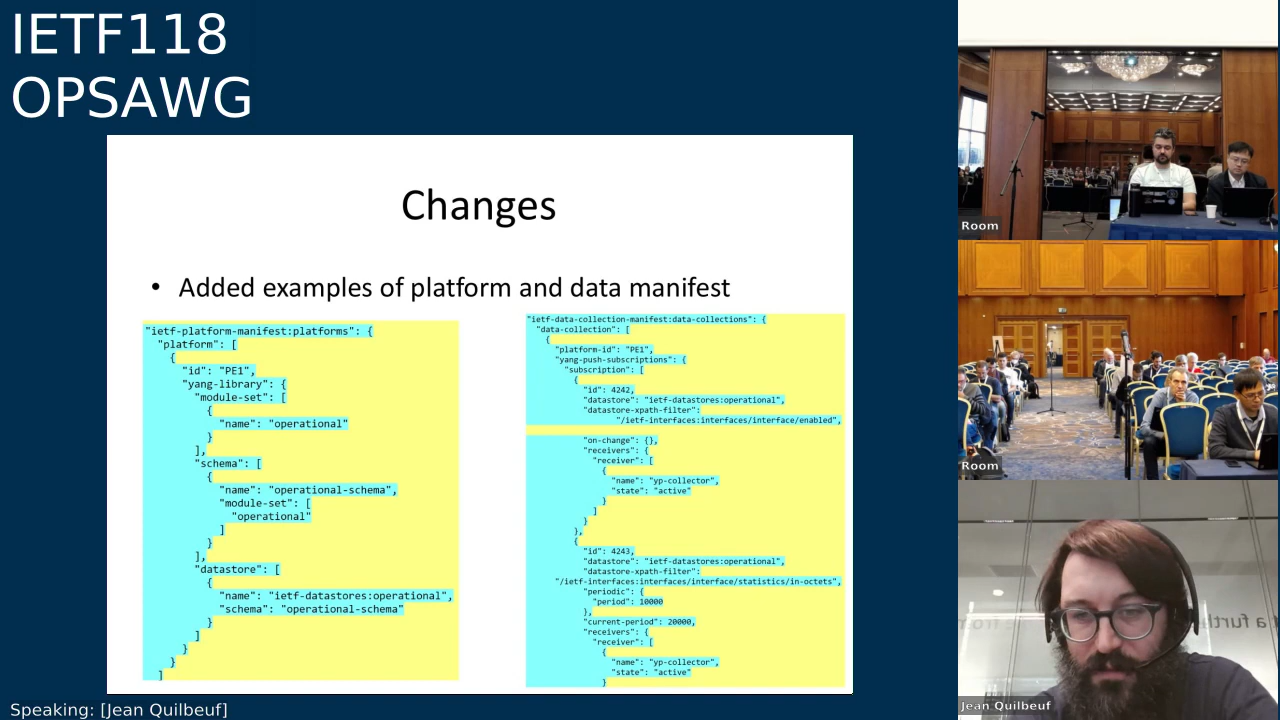 IETF118
OPSAWG
Changes
• Added examples of platform and data manifest
"ietf-platform-manifest:platforms": {
"platform": [
{
"id": "PE1",
"yang-library": {
"module-set": [
{
"name": "operational"
}
],
"schema": [
{
"name": "operational-schema",
"module-set": [
"operational"
]
}
],
"datastore": [
{
"name": "ietf-datastores:operational",
"schema": "operational-schema"
}
]
}
}
]
"ietf-data-collection-manifest:data-collections": {
"data-collection": [
{
"platform-id": "PE1",
"yang-push-subscriptions": {
"subscription": [
{
"id": 4242,
"datastore": "ietf-datastores:operational",
"datastore-xpath-filter":
"/ietf-interfaces:interfaces/interface/enabled",
"on-change": {},
"receivers": {
"receiver": [
{
"name": "yp-collector",
"state": "active"
}
]
}
},
{
"id": 4243,
"datastore": "ietf-datastores:operational",
"datastore-xpath-filter":
"/ietf-interfaces:interfaces/interface/statistics/in-octets",
"periodic": {
"period": 10000
},
"current-period": 20000,
"receivers": {
"receiver": [
{
"name": "yp-collector",
"state": "active"
}
Room
Room
Jean Quilbeuf
Speaking: [Jean Quilbeuf]